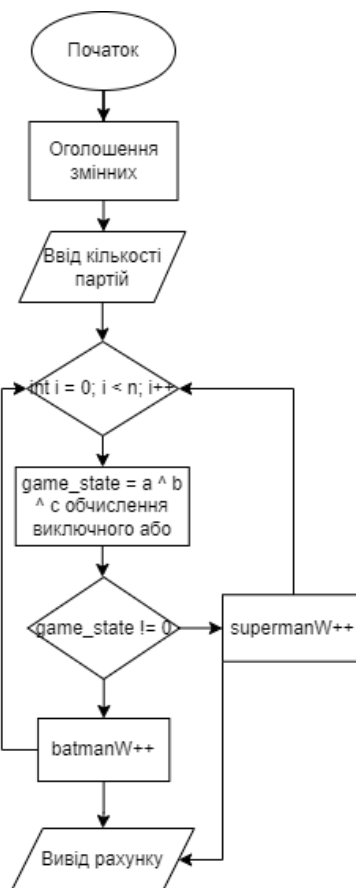 Початок
Оголошення
змінних
Ввід кількості
партій
int i = 0; i < n; i++
game_state = a ^ b
^ c обчислення
виключного або
game_state != 0
supermanW++
batmanW++
Вивід рахунку